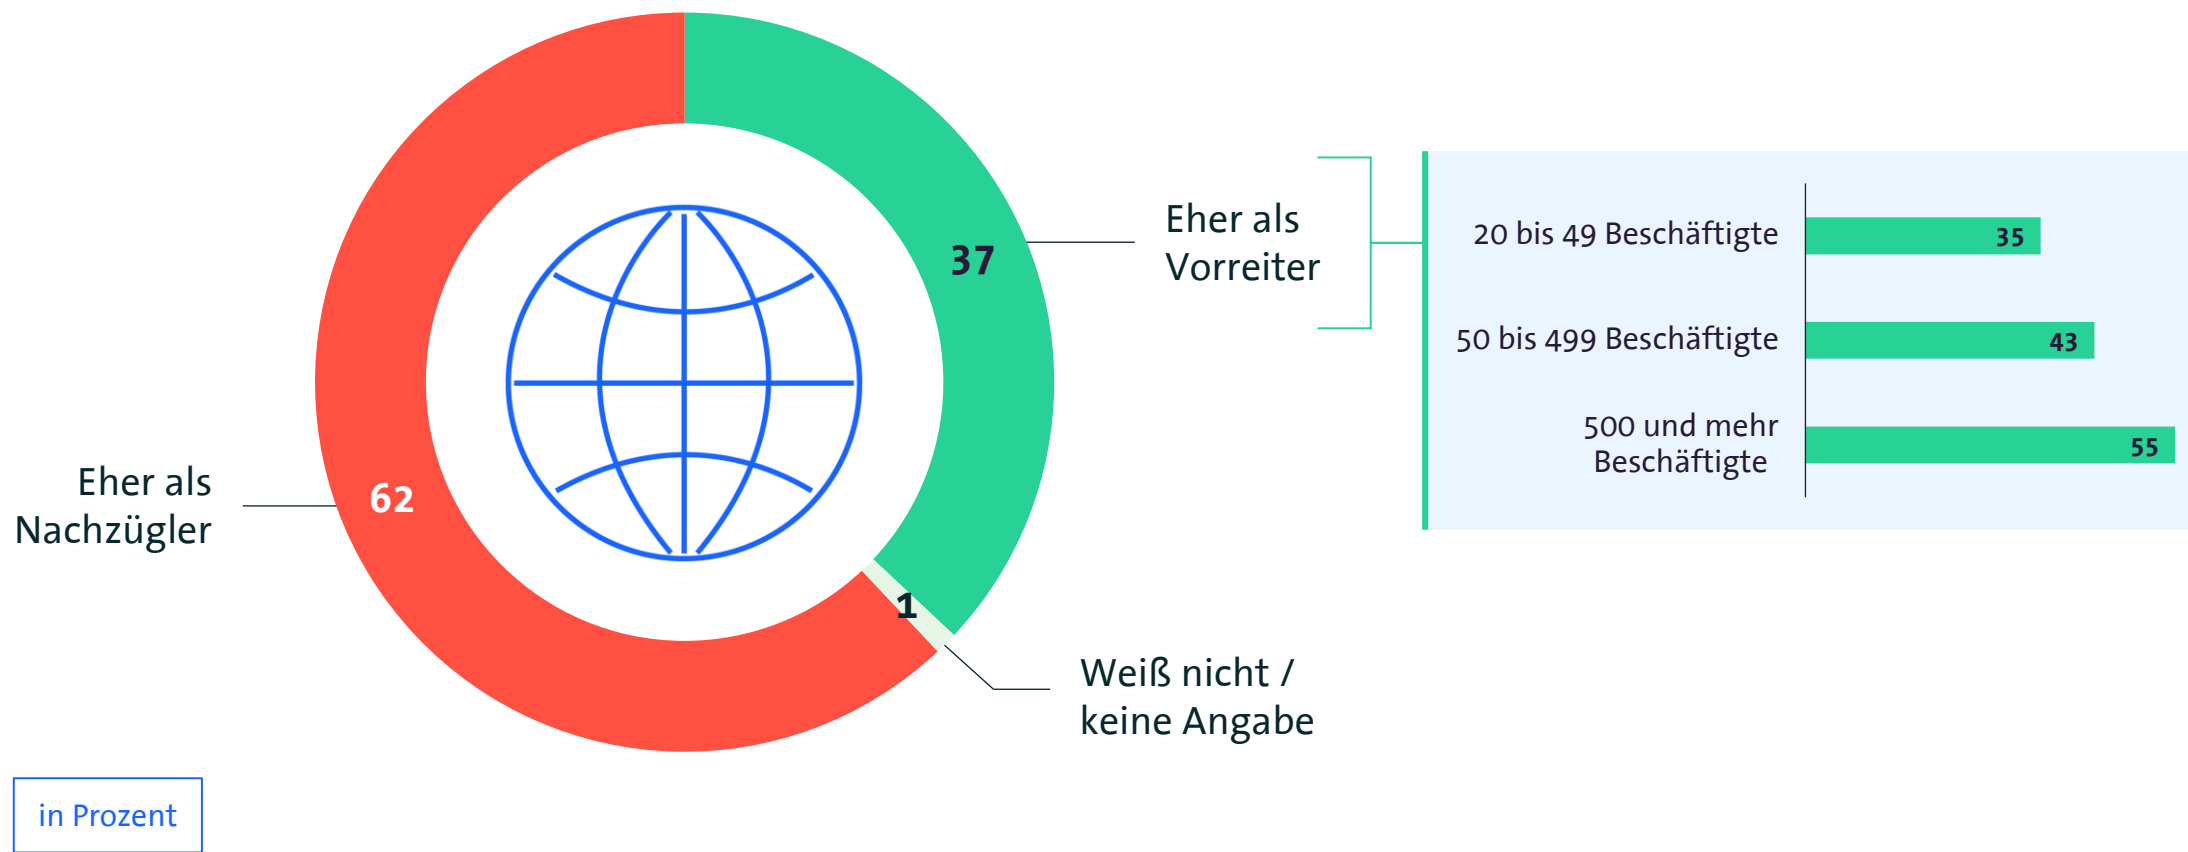 37
Eher als
Vorreiter
20 bis 49 Beschäftigte
35
50 bis 499 Beschäftigte
43
500 und mehr
Beschäftigte
55
Eher als
Nachzügler
62
1
Weiß nicht /
keine Angabe
in Prozent